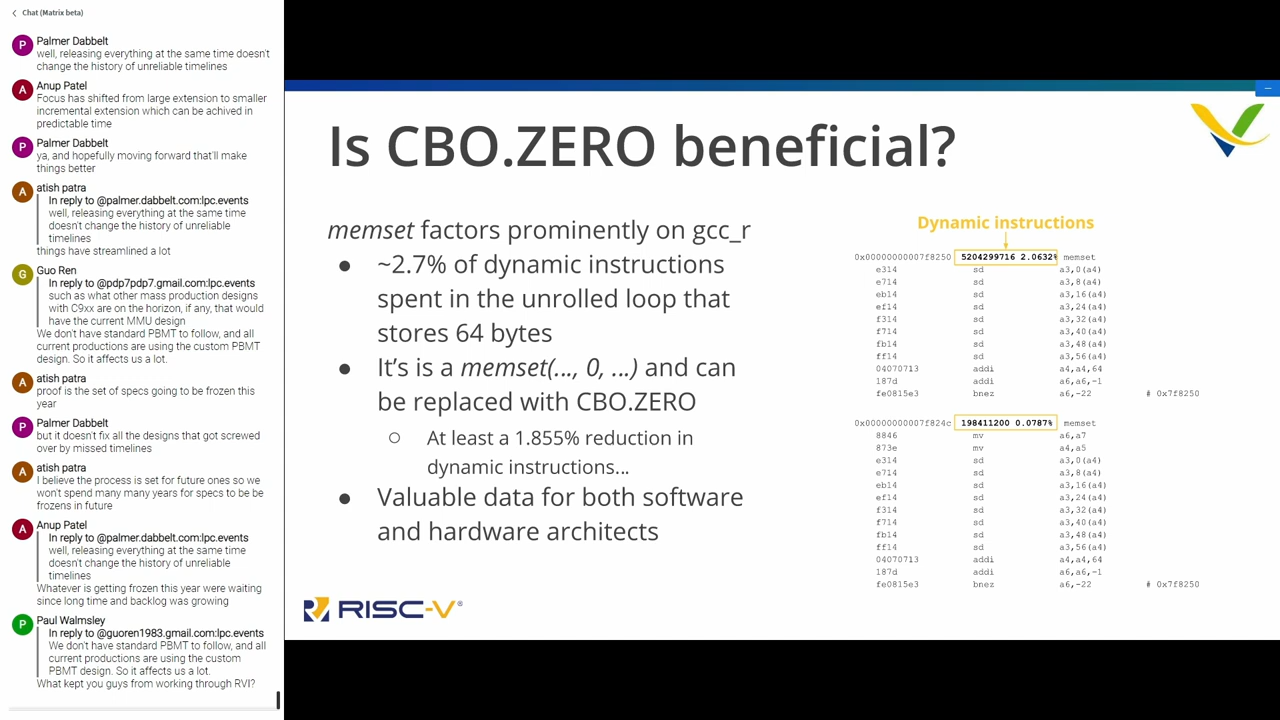 Chat (Matrix beta)
P
Palmer Dabbelt
well, releasing everything at the same time doesn't
change the history of unreliable timelines
A
Anup Patel
Focus has shifted from large extension to smaller
incremental extension which can be achived in
predictable time
P
Palmer Dabbelt
ya, and hopefully moving forward that'll make
things better
A
atish patra
In reply to @palmer.dabbelt.com:lpc.events
well, releasing everything at the same time
doesn't change the history of unreliable
timelines
things have streamlined a lot
G
Guo Ren
In reply to @pdp7pdp7.gmail.com:lpc.events
such as what other mass production designs
with C9xx are on the horizon, if any, that would
have the current MMU design
We don't have standard PBMT to follow, and all
current productions are using the custom PBMT
design. So it affects us a lot.
A
atish patra
proof is the set of specs going to be frozen this
year
P
Palmer Dabbelt
but it doesn't fix all the designs that got screwed
over by missed timelines
A
atish patra
I believe the process is set for future ones so we
won't spend many many years for specs to be be
frozens in future
A
Anup Patel
In reply to @palmer.dabbelt.com:lpc.events
well, releasing everything at the same time
doesn't change the history of unreliable
timelines
Whatever is getting frozen this year were waiting
since long time and backlog was growing
P
Paul Walmsley
In reply to @guoren1983.gmail.com:lpc.events
We don't have standard PBMT to follow, and all
current productions are using the custom
PBMT design. So it affects us a lot.
What kept you guys from working through RVI?
Is CBO.ZERO beneficial?
memset factors prominently on gcc_r
● ~2.7% of dynamic instructions
spent in the unrolled loop that
stores 64 bytes
● It's is a memset(..., 0, ...) and can
be replaced with CBO.ZERO
○ At least a 1.855% reduction in
dynamic instructions...
● Valuable data for both software
and hardware architects
Dynamic instructions
0x00000000007f8250 5204299716 2.0632% memset
e314 sd a3,0(a4)
e714 sd a3,8(a4)
eb14 sd a3,16(a4)
ef14 sd a3,24(a4)
f314 sd a3,32(a4)
f714 sd a3,40(a4)
fb14 sd a3,48(a4)
ff14 sd a3,56(a4)
04070713 addi a4,a4,64
187d addi a6,a6,-1
fe0815e3 bnez a6,-22 # 0x7f8250
0x00000000007f824c 198411200 0.0787% memset
8846 mv a6,a7
873e mv a4,a5
e314 sd a3,0(a4)
e714 sd a3,8(a4)
eb14 sd a3,16(a4)
ef14 sd a3,24(a4)
f314 sd a3,32(a4)
f714 sd a3,40(a4)
fb14 sd a3,48(a4)
ff14 sd a3,56(a4)
04070713 addi a4,a4,64
187d addi a6,a6,-1
fe0815e3 bnez a6,-22 # 0x7f8250
RISC-V®